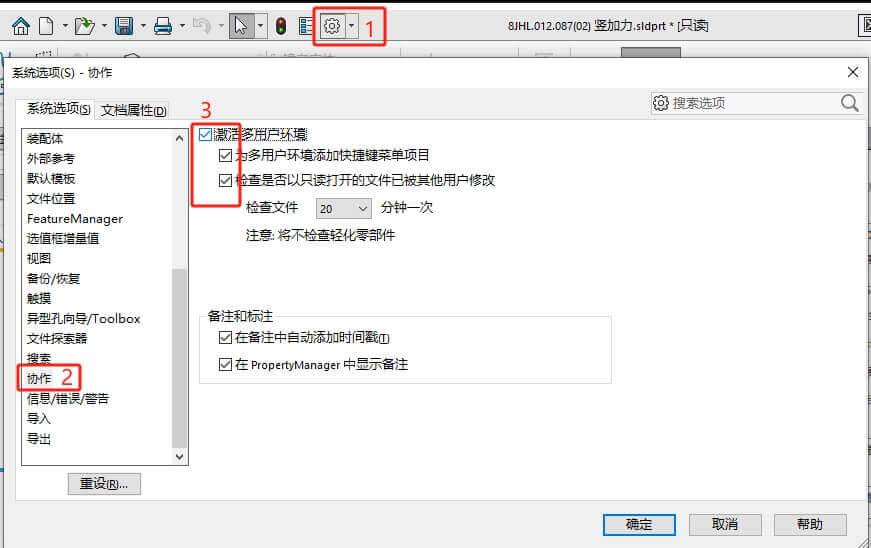 8JHL.012.087(02) 竖加力.sldprt * [只读]
1
系统选项(S) - 协作
系统选项(S)
文档属性(D)
搜索选项
3
装配体
外部参考
默认模板
文件位置
FeatureManager
选值框增量值
视图
备份/恢复
触摸
异型孔向导/Toolbox
文件探索器
搜索
协作
2
信息/错误/警告
导入
导出
重设(R)...
激活多用户环境
为多用户环境添加快捷键菜单项目
检查是否以只读打开的文件已被其他用户修改
检查文件 20 分钟一次
注意: 将不检查轻化零部件
备注和标注
在备注中自动添加时间戳(T)
在 PropertyManager 中显示备注
确定
取消
帮助